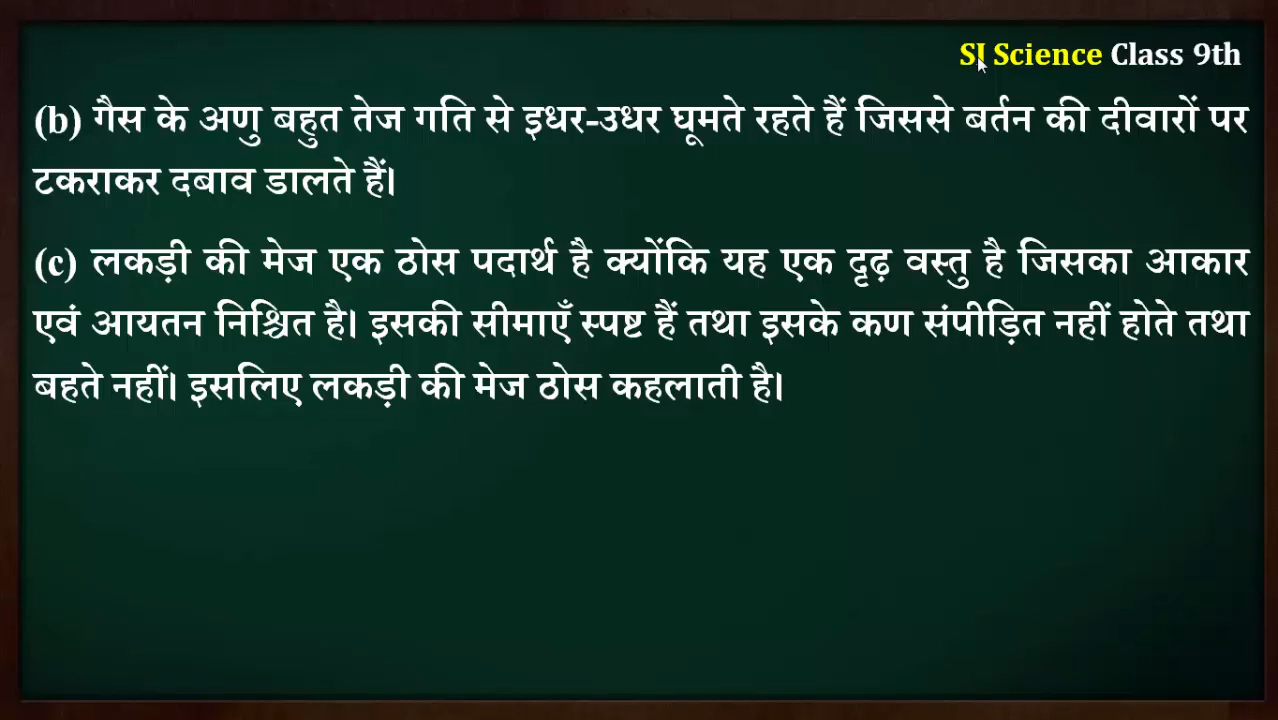 SI Science Class 9th
(b) गैस के अणु बहुत तेज गति से इधर-उधर घूमते रहते हैं जिससे बर्तन की दीवारों पर
टकराकर दबाव डालते हैं।
(c) लकड़ी की मेज एक ठोस पदार्थ है क्योंकि यह एक दृढ़ वस्तु है जिसका आकार
एवं आयतन निश्चित है। इसकी सीमाएँ स्पष्ट हैं तथा इसके कण संपीड़ित नहीं होते तथा
बहते नहीं। इसलिए लकड़ी की मेज ठोस कहलाती है।